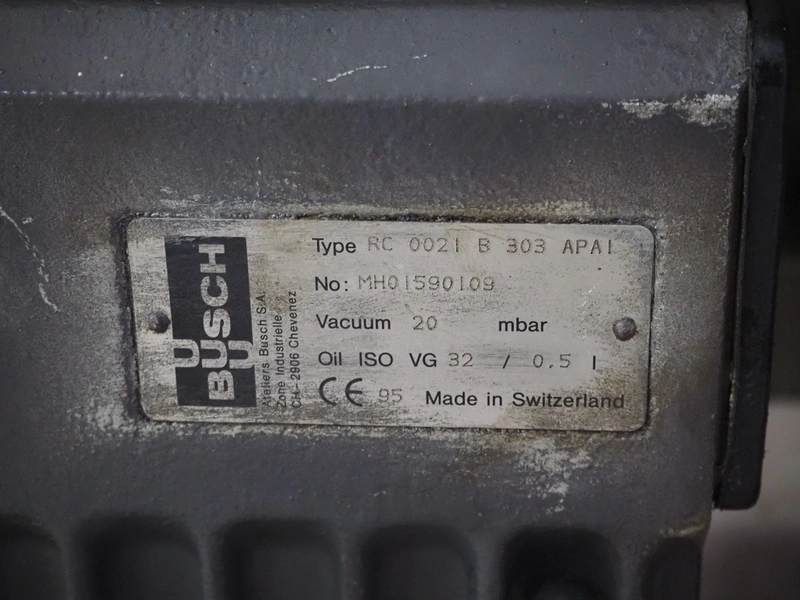 BUSCH
Ateliers Busch S.A.
Zone Industrielle
CH-2906 Chevenez
Type RC 0021 B 303 APA1
No: MH01590109
Vacuum 20 mbar
Oil ISO VG 32 / 0.5 l
CE 95 Made in Switzerland